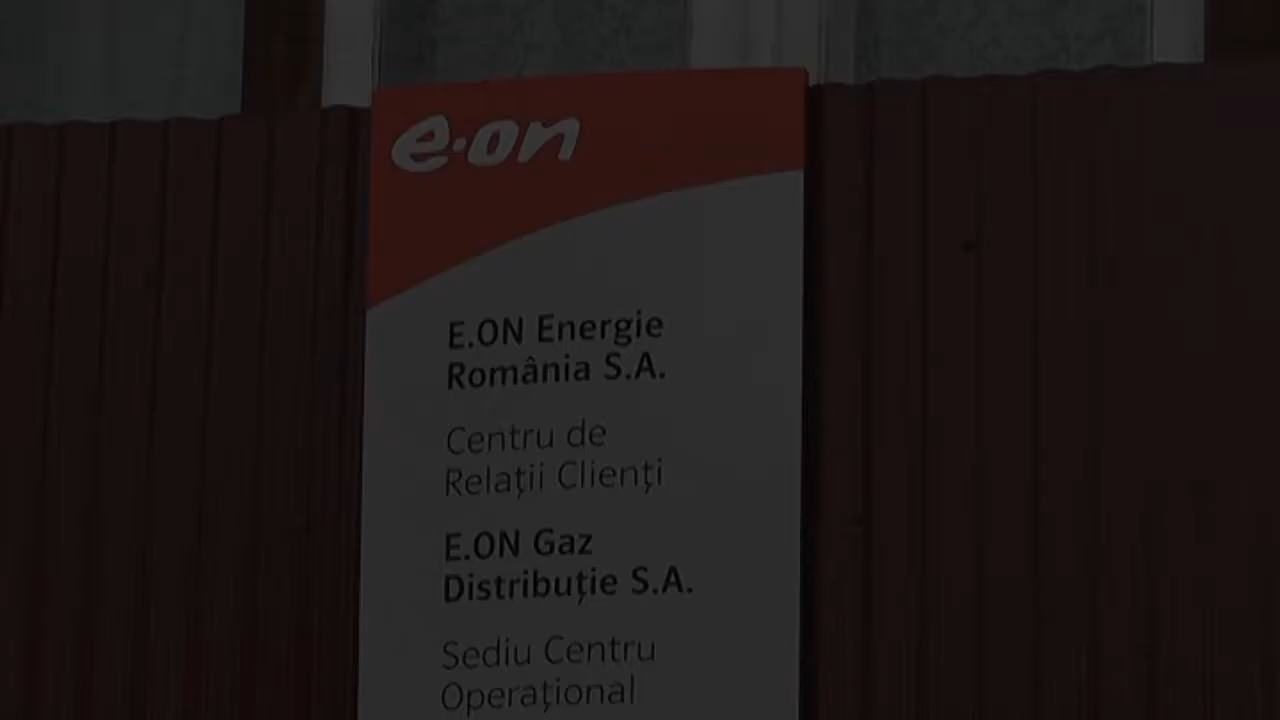 e·on
E.ON Energie
România S.A.
Centru de
Relații Clienți
E.ON Gaz
Distribuție S.A.
Sediu Centru
Operațional